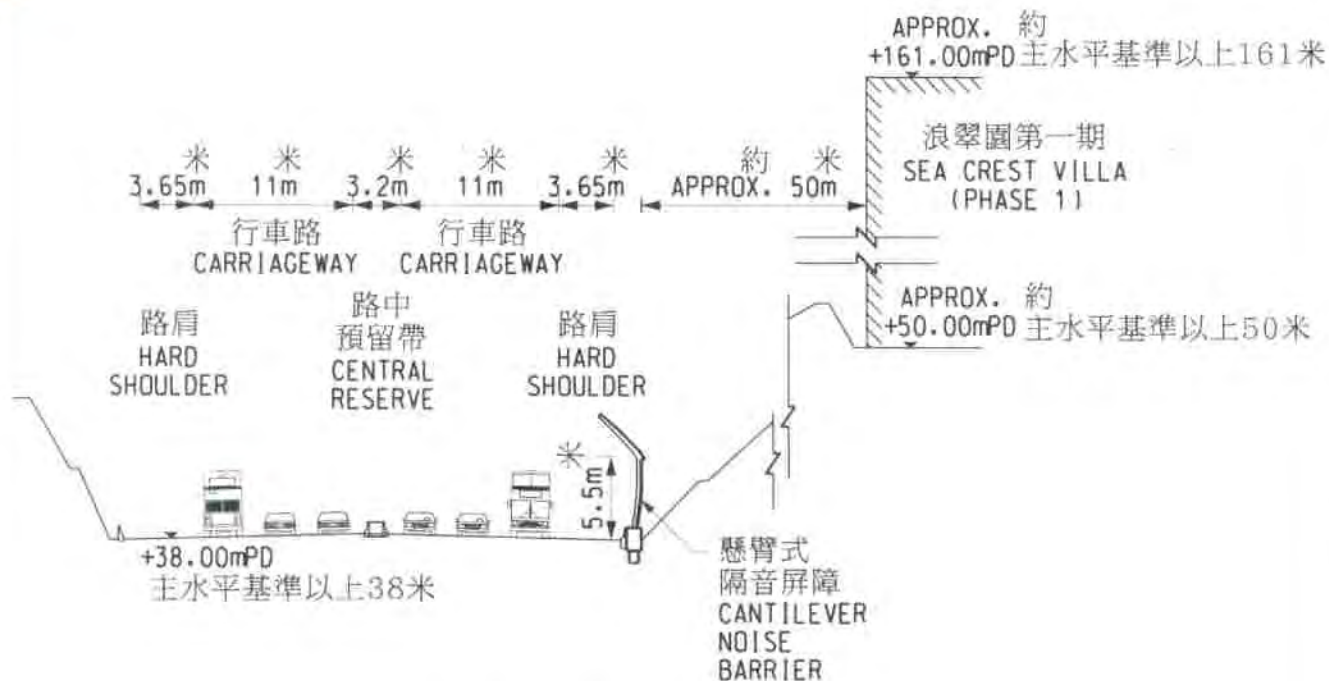 APPROX. 約
+161.00mPD 主水平基準以上161米
浪翠園第一期
SEA CREST VILLA
(PHASE 1)
米 米 米 米 米 約 米
3.65m 11m 3.2m 11m 3.65m APPROX. 50m
行車路 行車路
CARRIAGEWAY CARRIAGEWAY
路肩
HARD
SHOULDER
路中
預留帶
CENTRAL
RESERVE
路肩
HARD
SHOULDER
APPROX. 約
+50.00mPD 主水平基準以上50米
米
5.5m
+38.00mPD
主水平基準以上38米
懸臂式
隔音屏障
CANTILEVER
NOISE
BARRIER